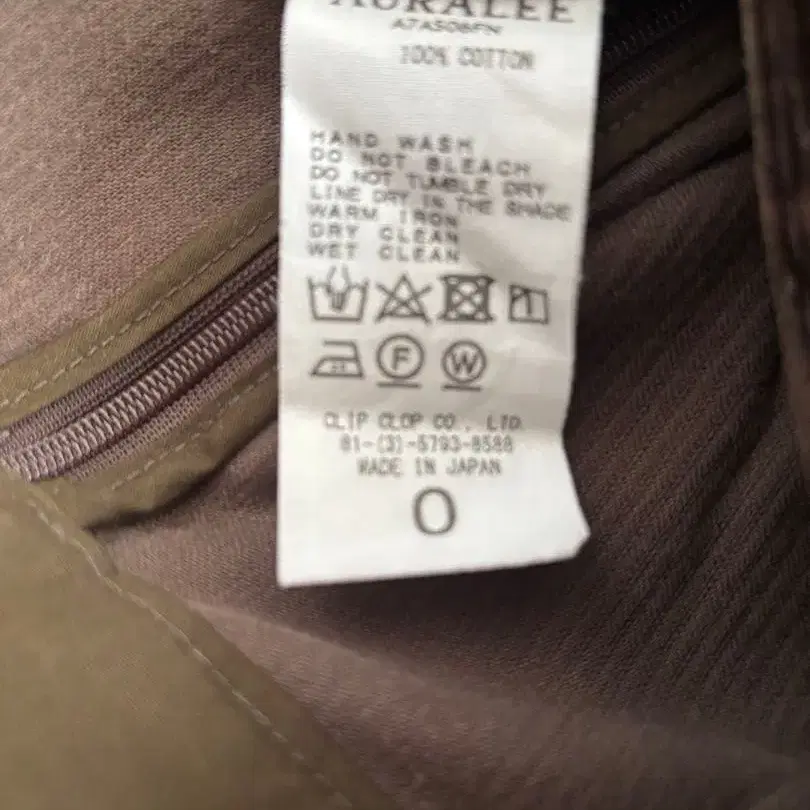 AURALEE
A7AS06FN
100% COTTON
HAND WASH
DO NOT BLEACH
DO NOT TUMBLE DRY
LINE DRY IN THE SHADE
WARM IRON
DRY CLEAN
WET CLEAN
F W
CLIP CLOP CO., LTD.
81-(3)-5793-8588
MADE IN JAPAN
0